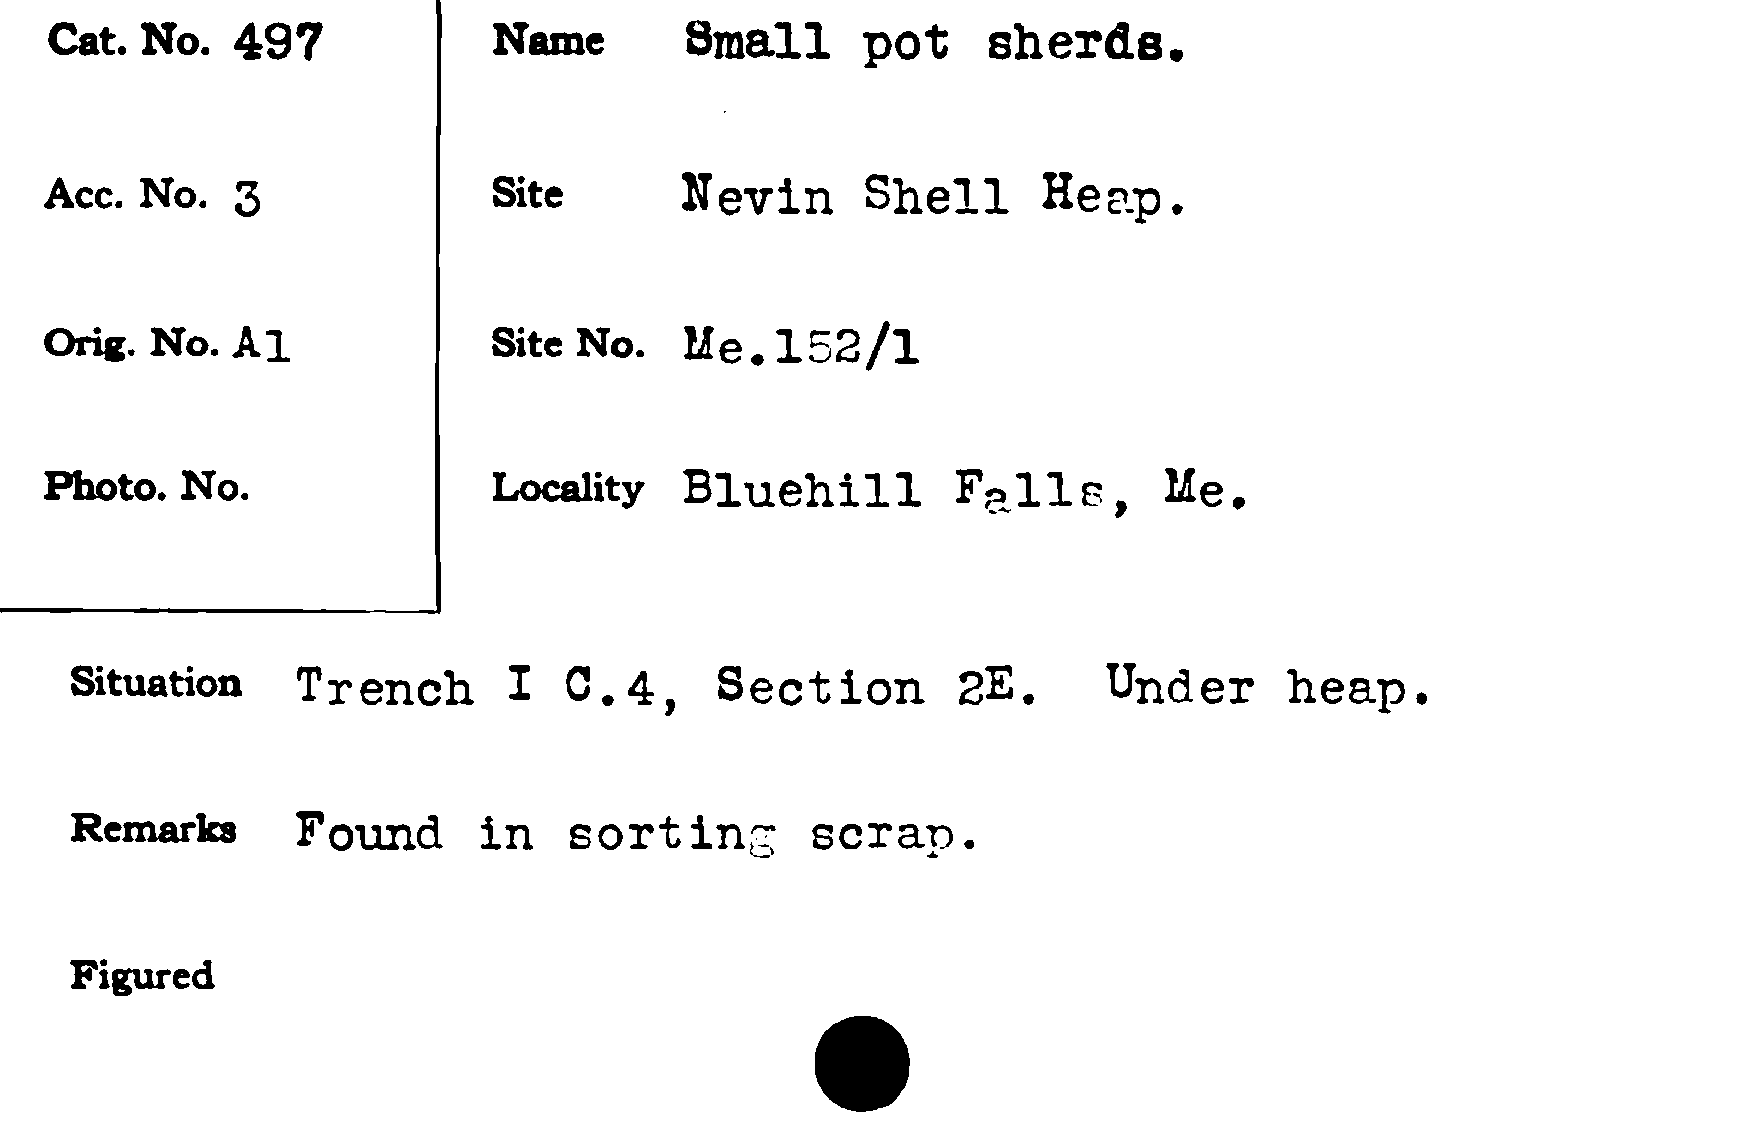 Cat. No. 497
Name Small pot sherds.
Acc. No. 3
Site Nevin Shell Heap.
Orig. No. A1
Site No. Me.152/1
Photo. No.
Locality Bluehill Falls, Me.
Situation Trench I C.4, Section 2E. Under heap.
Remarks Found in sorting scrap.
Figured